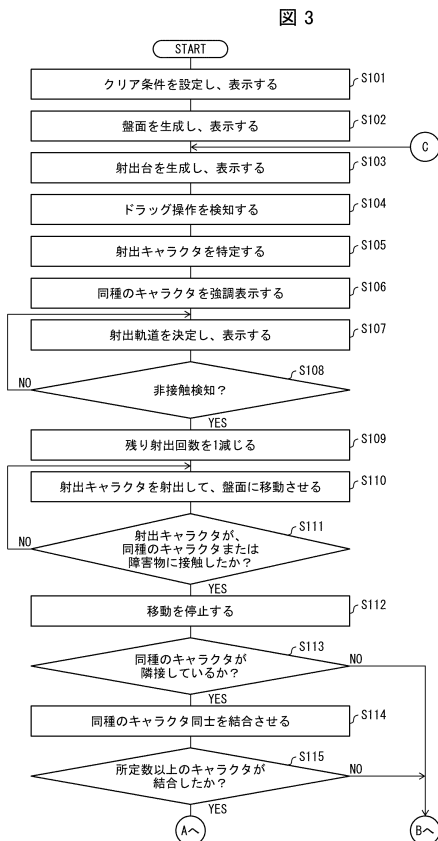 図 3
START
クリア条件を設定し、表示する
S101
盤面を生成し、表示する
S102
C
射出台を生成し、表示する
S103
ドラッグ操作を検知する
S104
射出キャラクタを特定する
S105
同種のキャラクタを強調表示する
S106
射出軌道を決定し、表示する
S107
S108
NO
非接触検知？
YES
残り射出回数を1減じる
S109
射出キャラクタを射出して、盤面に移動させる
S110
S111
NO
射出キャラクタが、
同種のキャラクタまたは
障害物に接触したか？
YES
移動を停止する
S112
S113
同種のキャラクタが
隣接しているか？
NO
YES
同種のキャラクタ同士を結合させる
S114
S115
所定数以上のキャラクタが
結合したか？
NO
YES
Aへ
Bへ